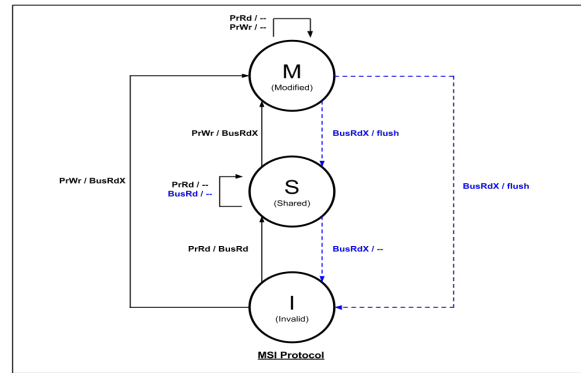 PrRd / --
PrWr / --
M
(Modified)
PrWr / BusRdX
BusRdX / flush
PrWr / BusRdX
PrRd / --
BusRd / --
S
(Shared)
BusRdX / flush
PrRd / BusRd
BusRdX / --
I
(Invalid)
MSI Protocol